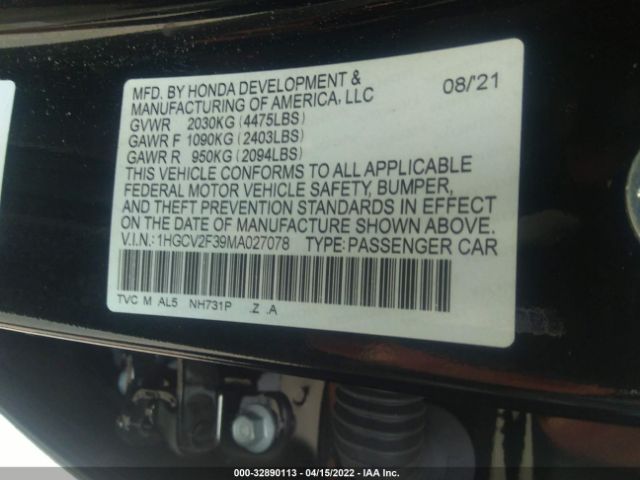 MFD. BY HONDA DEVELOPMENT &
MANUFACTURING OF AMERICA, LLC 08/'21
GVWR 2030KG (4475LBS)
GAWR F 1090KG (2403LBS)
GAWR R 950KG (2094LBS)
THIS VEHICLE CONFORMS TO ALL APPLICABLE
FEDERAL MOTOR VEHICLE SAFETY, BUMPER,
AND THEFT PREVENTION STANDARDS IN EFFECT
ON THE DATE OF MANUFACTURE SHOWN ABOVE.
V.I.N.: 1HGCV2F39MA027078 TYPE: PASSENGER CAR
TVC M AL5 NH731P .Z .A
000-32890113 - 04/15/2022 - IAA Inc.